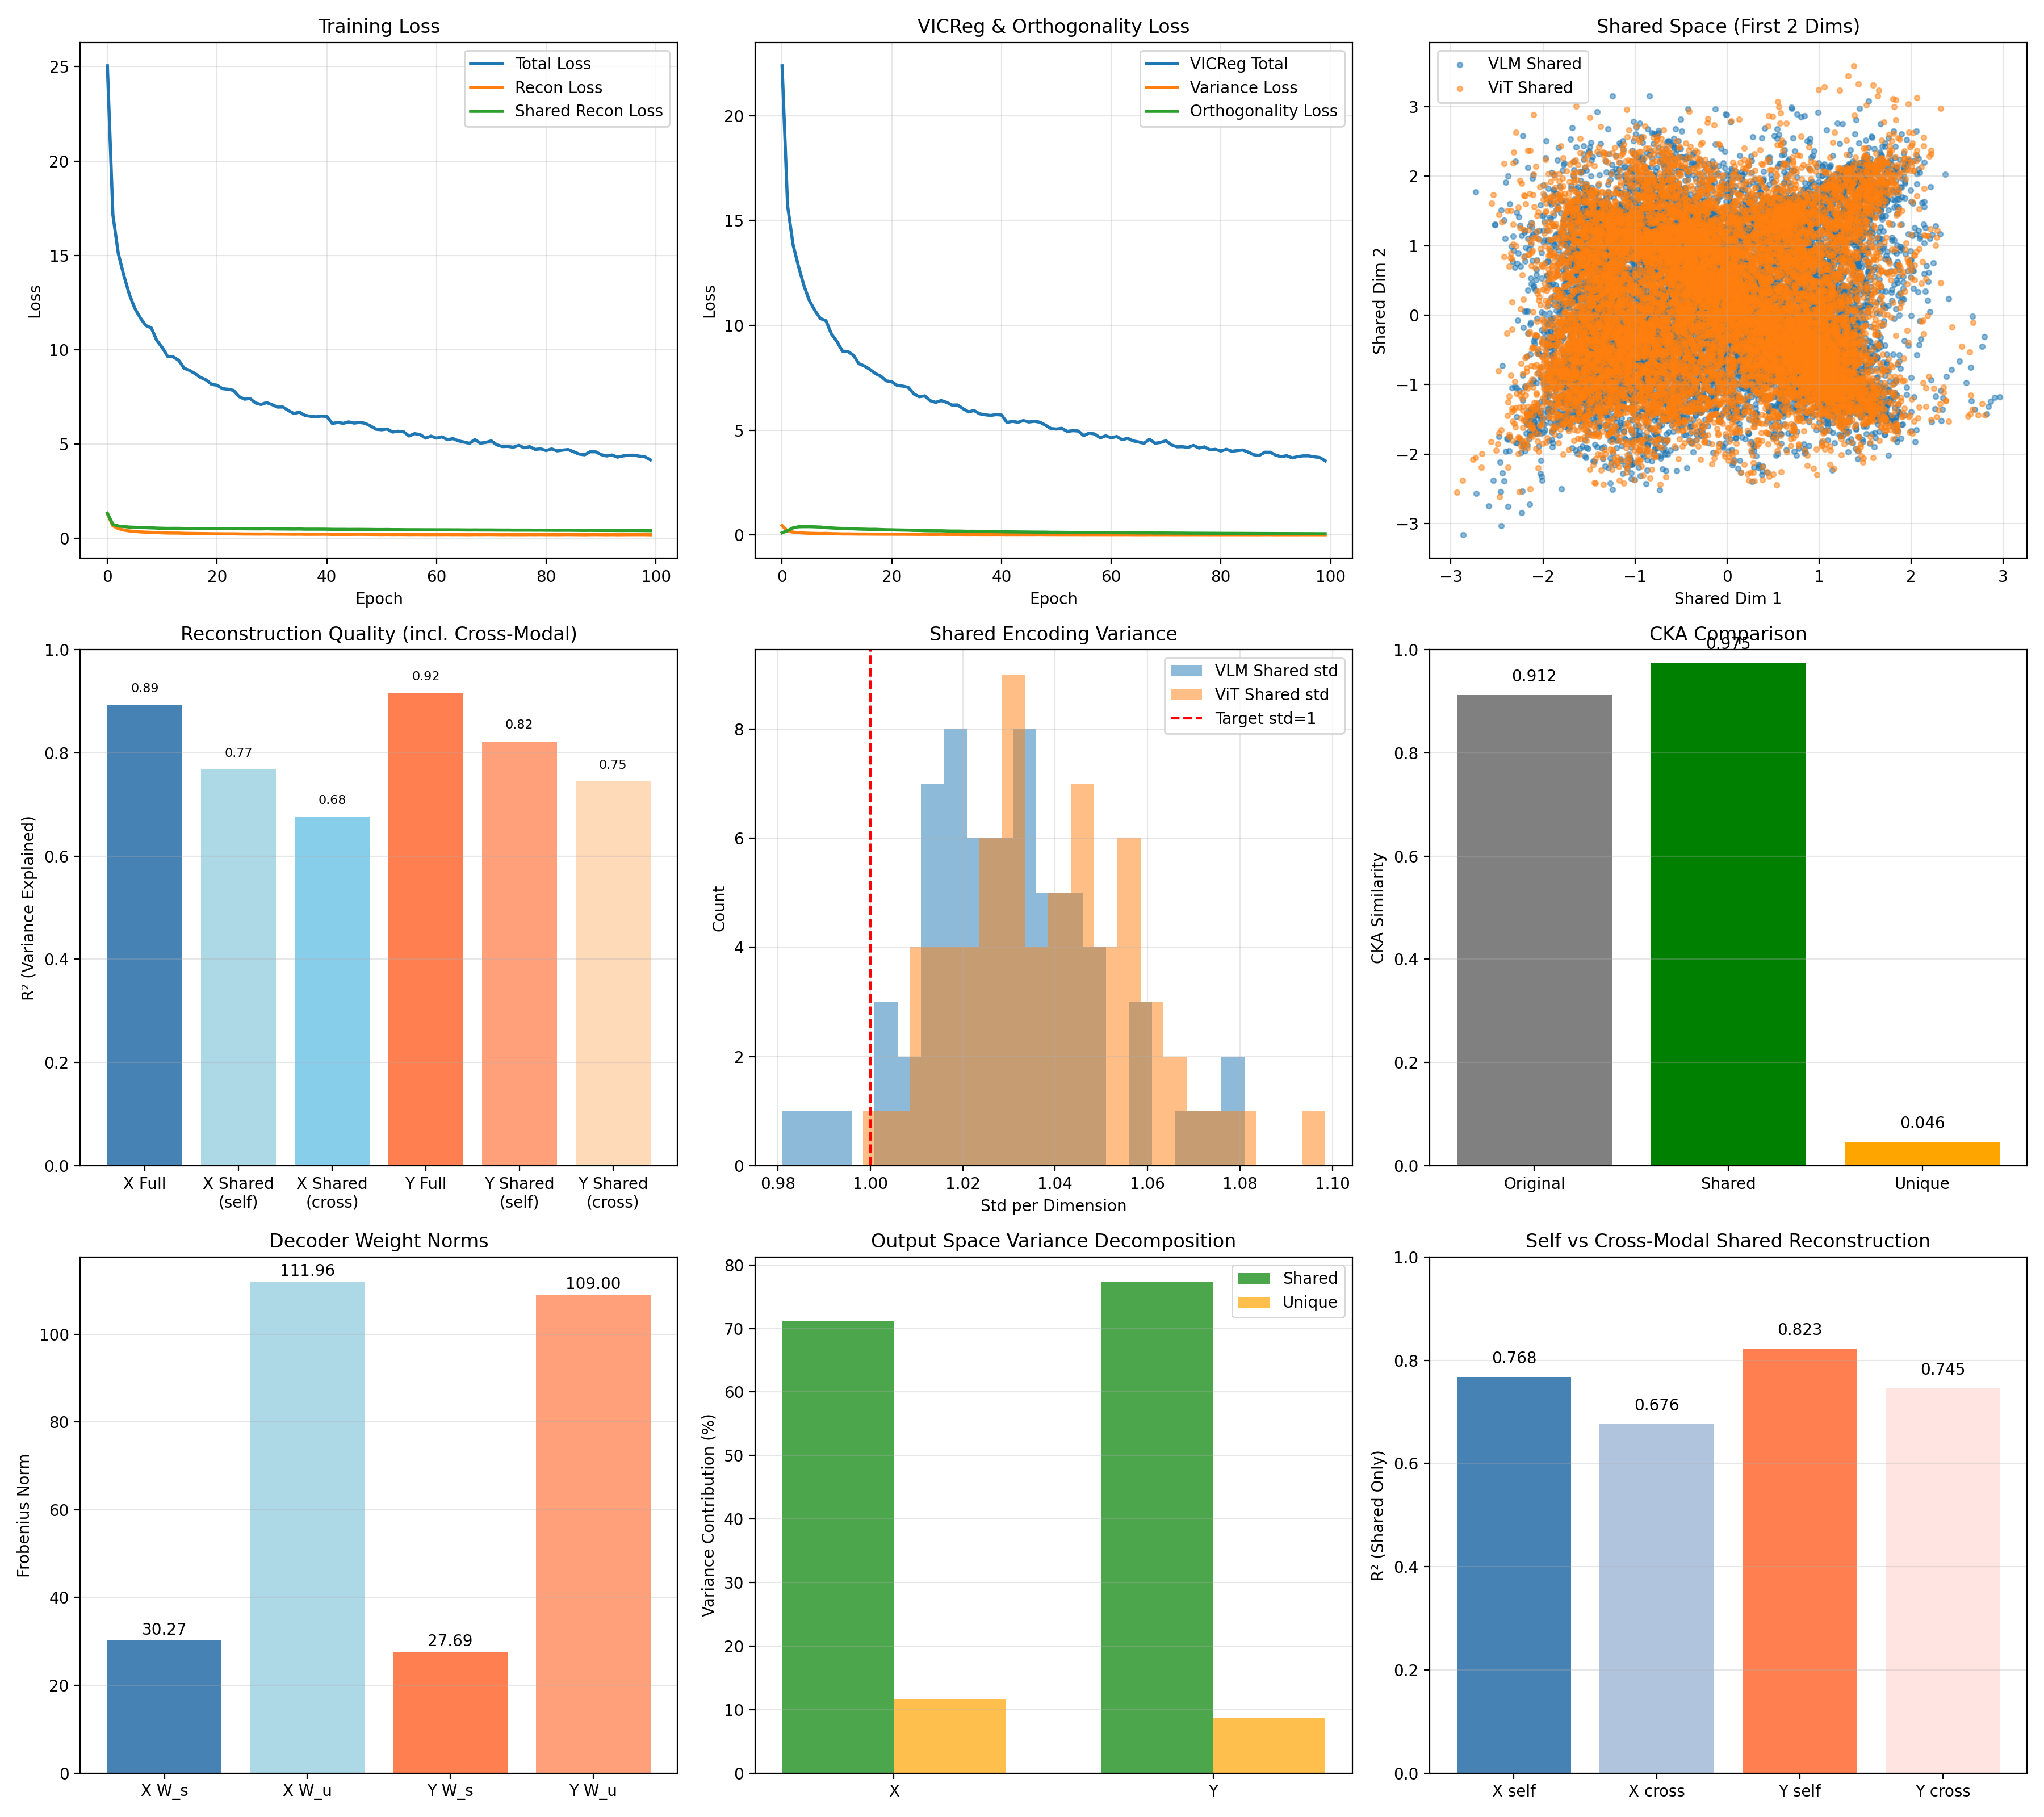 Training Loss
Loss
25
20
15
10
5
0
Total Loss
Recon Loss
Shared Recon Loss
0 20 40 60 80 100
Epoch
VICReg & Orthogonality Loss
Loss
20
15
10
5
0
VICReg Total
Variance Loss
Orthogonality Loss
0 20 40 60 80 100
Epoch
Shared Space (First 2 Dims)
Shared Dim 2
3
2
1
0
−1
−2
−3
VLM Shared
ViT Shared
−3 −2 −1 0 1 2 3
Shared Dim 1
Reconstruction Quality (incl. Cross-Modal)
R² (Variance Explained)
1.0
0.8
0.6
0.4
0.2
0.0
0.89
0.77
0.68
0.92
0.82
0.75
X Full
X Shared
(self)
X Shared
(cross)
Y Full
Y Shared
(self)
Y Shared
(cross)
Shared Encoding Variance
Count
8
6
4
2
0
VLM Shared std
ViT Shared std
Target std=1
0.98 1.00 1.02 1.04 1.06 1.08 1.10
Std per Dimension
CKA Comparison
CKA Similarity
1.0
0.8
0.6
0.4
0.2
0.0
0.912
0.975
0.046
Original Shared Unique
Decoder Weight Norms
Frobenius Norm
100
80
60
40
20
0
30.27
111.96
27.69
109.00
X W_s X W_u Y W_s Y W_u
Output Space Variance Decomposition
Variance Contribution (%)
80
70
60
50
40
30
20
10
0
Shared
Unique
X Y
Self vs Cross-Modal Shared Reconstruction
R² (Shared Only)
1.0
0.8
0.6
0.4
0.2
0.0
0.768
0.676
0.823
0.745
X self X cross Y self Y cross